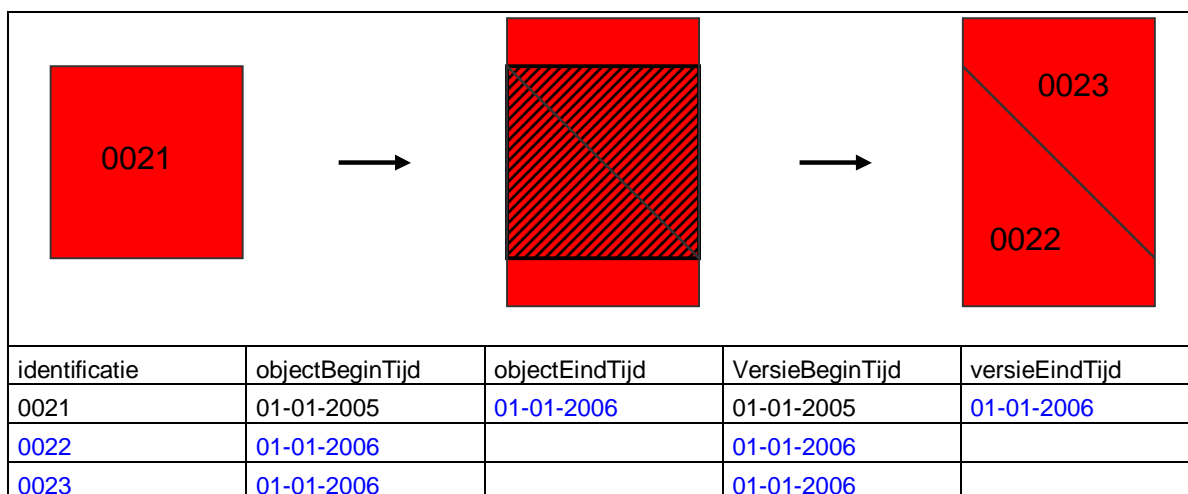 0021
0023
0022
identificatie objectBeginTijd objectEindTijd VersieBeginTijd versieEindTijd
0021 01-01-2005 01-01-2006 01-01-2005 01-01-2006
0022 01-01-2006 01-01-2006
0023 01-01-2006 01-01-2006